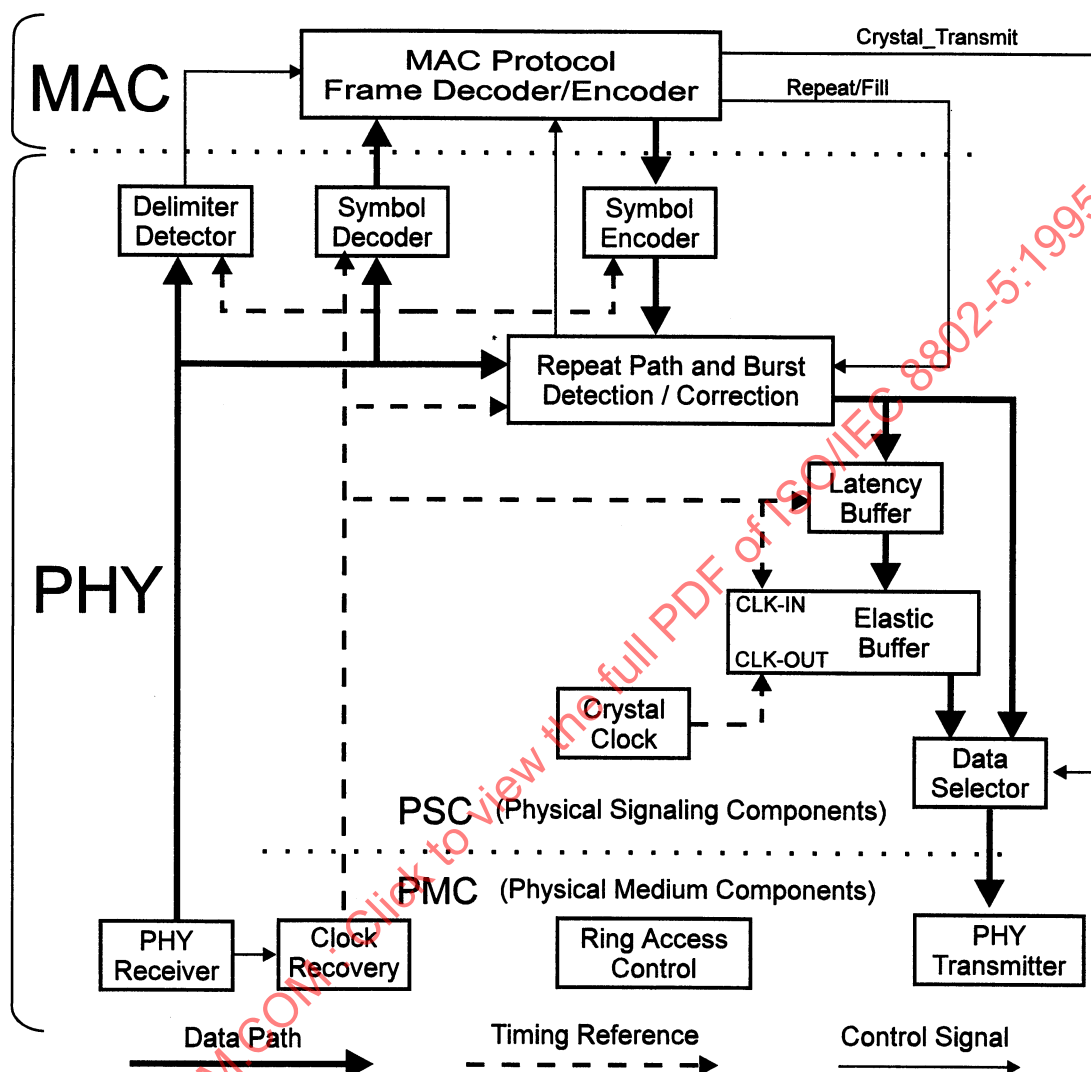 Crystal_Transmit
MAC
MAC Protocol
Frame Decoder/Encoder
Repeat/Fill
Delimiter
Detector
Symbol
Decoder
Symbol
Encoder
Repeat Path and Burst
Detection / Correction
Latency
Buffer
PHY
CLK-IN
Elastic
Buffer
CLK-OUT
Crystal
Clock
Data
Selector
PSC (Physical Signaling Components)
PMC (Physical Medium Components)
PHY
Receiver
Clock
Recovery
Ring Access
Control
PHY
Transmitter
Data Path
Timing Reference
Control Signal
M.COM : Click to view the full PDF of ISO/IEC 8802-5:1995